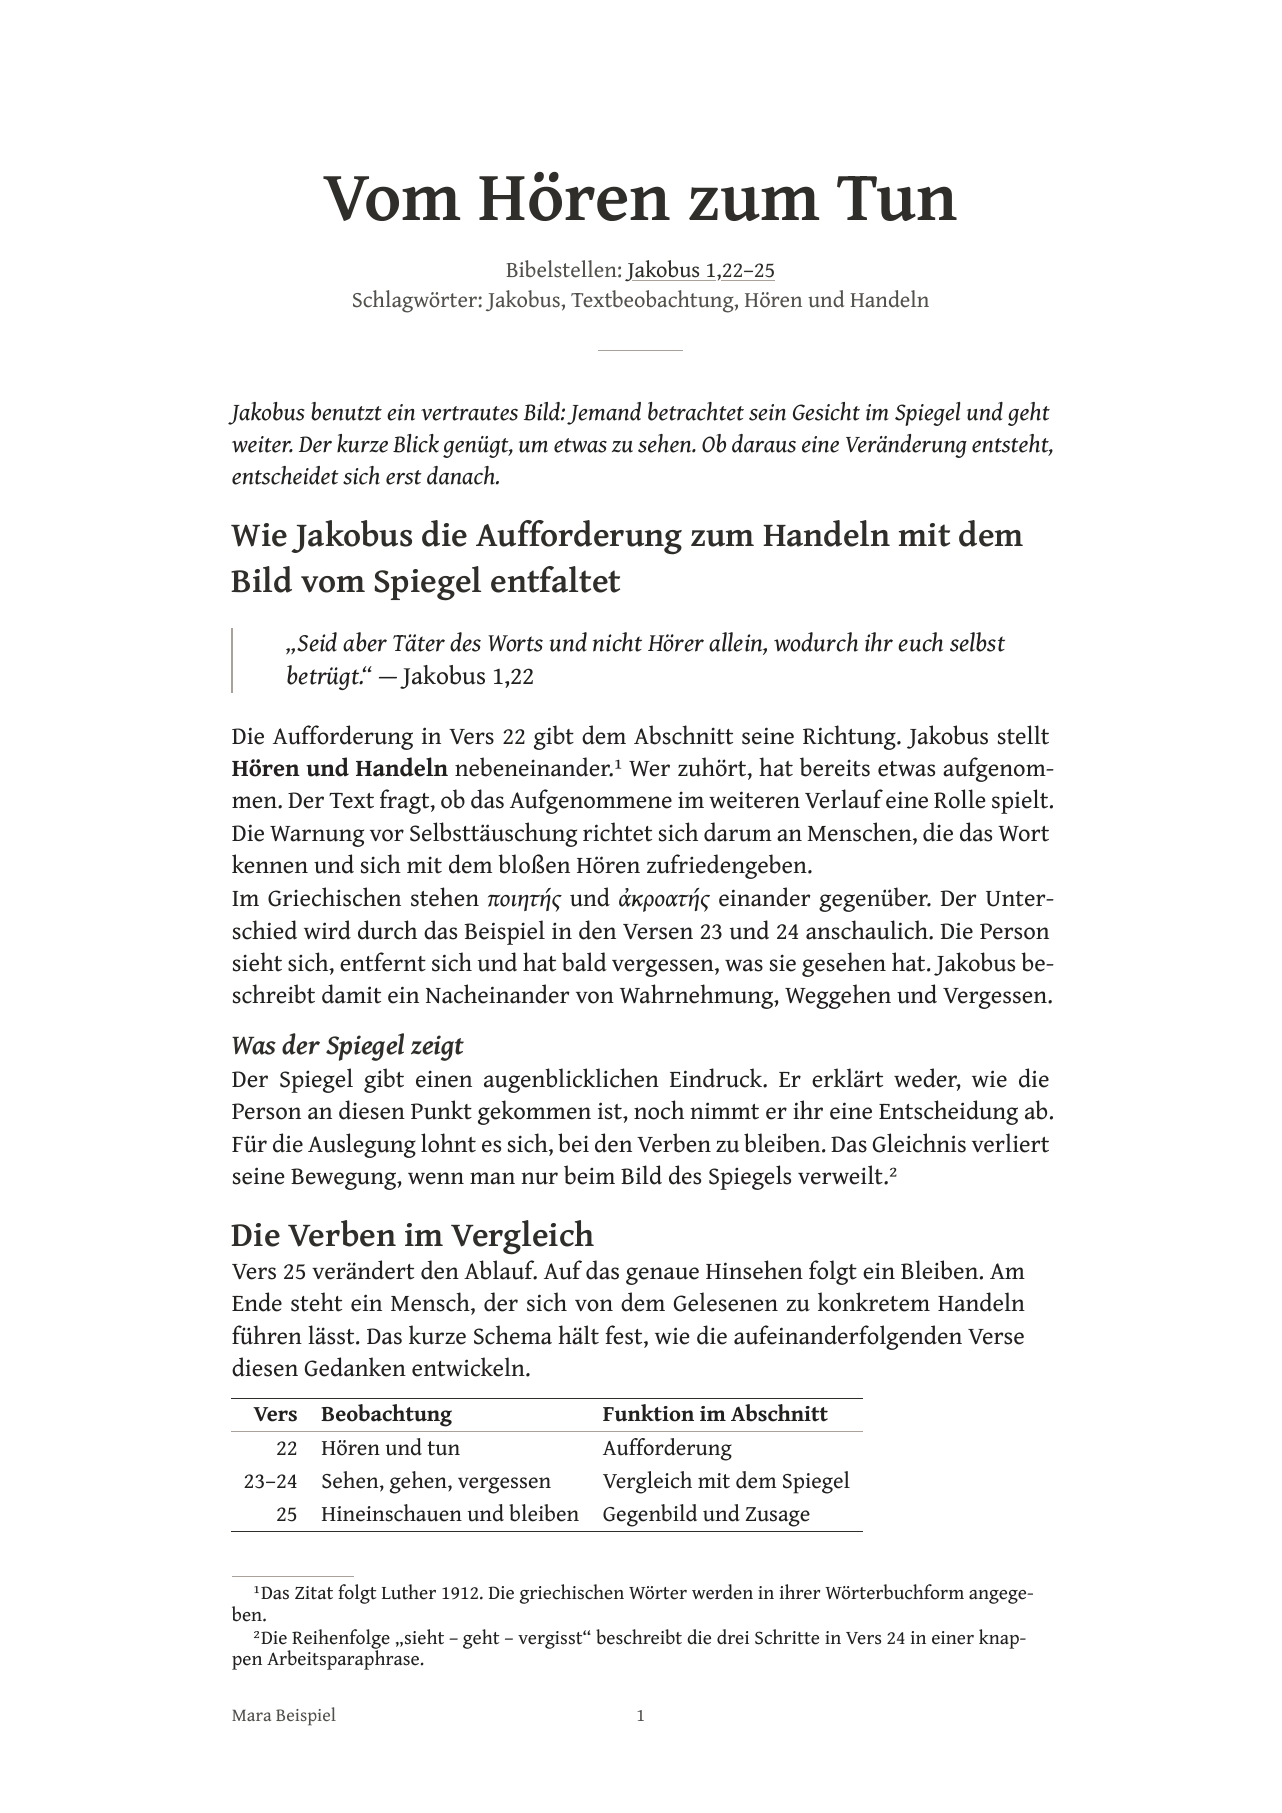 Vom Hören zum Tun
Bibelstellen: Jakobus 1,22–25
Schlagwörter: Jakobus, Textbeobachtung, Hören und Handeln
Jakobus benutzt ein vertrautes Bild: Jemand betrachtet sein Gesicht im Spiegel und geht
weiter. Der kurze Blick genügt, um etwas zu sehen. Ob daraus eine Veränderung entsteht,
entscheidet sich erst danach.
Wie Jakobus die Aufforderung zum Handeln mit dem
Bild vom Spiegel entfaltet
„Seid aber Täter des Worts und nicht Hörer allein, wodurch ihr euch selbst
betrügt.“ — Jakobus 1,22
Die Aufforderung in Vers 22 gibt dem Abschnitt seine Richtung. Jakobus stellt
Hören und Handeln nebeneinander.¹ Wer zuhört, hat bereits etwas aufgenom-
men. Der Text fragt, ob das Aufgenommene im weiteren Verlauf eine Rolle spielt.
Die Warnung vor Selbsttäuschung richtet sich darum an Menschen, die das Wort
kennen und sich mit dem bloßen Hören zufriedengeben.
Im Griechischen stehen ποιητής und ἀκροατής einander gegenüber. Der Unter-
schied wird durch das Beispiel in den Versen 23 und 24 anschaulich. Die Person
sieht sich, entfernt sich und hat bald vergessen, was sie gesehen hat. Jakobus be-
schreibt damit ein Nacheinander von Wahrnehmung, Weggehen und Vergessen.
Was der Spiegel zeigt
Der Spiegel gibt einen augenblicklichen Eindruck. Er erklärt weder, wie die
Person an diesen Punkt gekommen ist, noch nimmt er ihr eine Entscheidung ab.
Für die Auslegung lohnt es sich, bei den Verben zu bleiben. Das Gleichnis verliert
seine Bewegung, wenn man nur beim Bild des Spiegels verweilt.²
Die Verben im Vergleich
Vers 25 verändert den Ablauf. Auf das genaue Hinsehen folgt ein Bleiben. Am
Ende steht ein Mensch, der sich von dem Gelesenen zu konkretem Handeln
führen lässt. Das kurze Schema hält fest, wie die aufeinanderfolgenden Verse
diesen Gedanken entwickeln.
Vers Beobachtung Funktion im Abschnitt
22 Hören und tun Aufforderung
23–24 Sehen, gehen, vergessen Vergleich mit dem Spiegel
25 Hineinschauen und bleiben Gegenbild und Zusage
¹Das Zitat folgt Luther 1912. Die griechischen Wörter werden in ihrer Wörterbuchform angege-
ben.
²Die Reihenfolge „sieht – geht – vergisst“ beschreibt die drei Schritte in Vers 24 in einer knap-
pen Arbeitsparaphrase.
Mara Beispiel 1